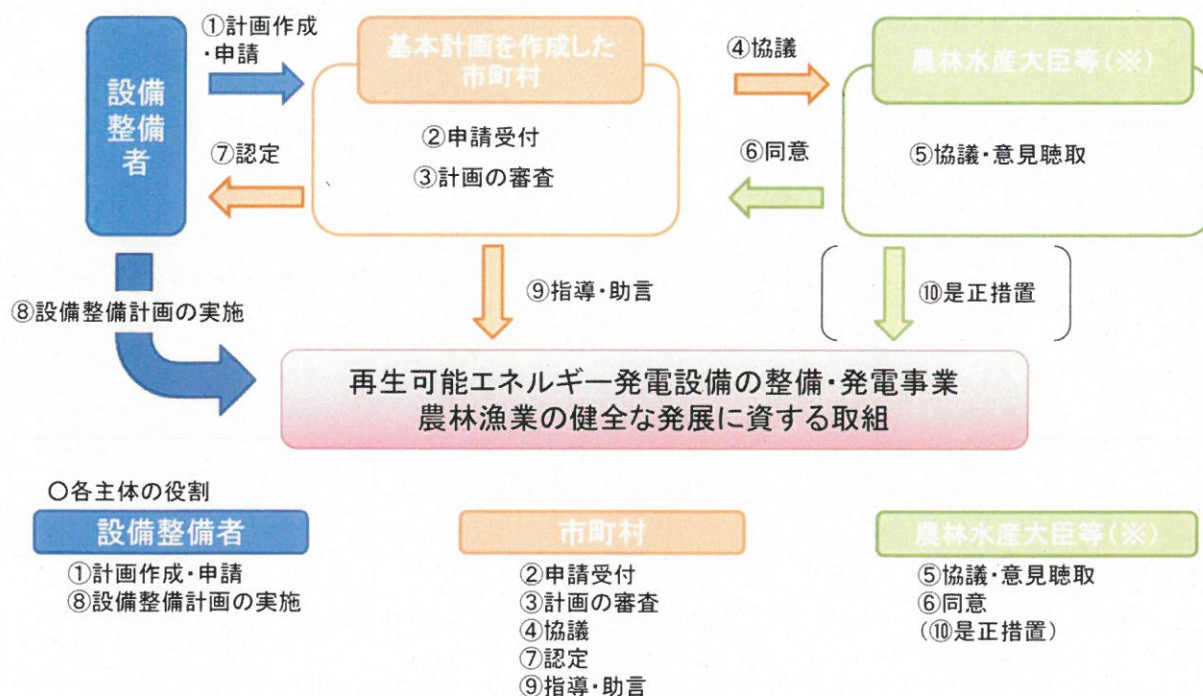 ①計画作成
・申請
基本計画を作成した
市町村
④協議
農林水産大臣等(※)
設備
整備
者
②申請受付
③計画の審査
⑦認定
⑥同意
⑤協議・意見聴取
⑧設備整備計画の実施
⑨指導・助言
⑩是正措置
再生可能エネルギー発電設備の整備・発電事業
農林漁業の健全な発展に資する取組
○各主体の役割
設備整備者
①計画作成・申請
⑧設備整備計画の実施
市町村
②申請受付
③計画の審査
④協議
⑦認定
⑨指導・助言
農林水産大臣等(※)
⑤協議・意見聴取
⑥同意
(⑩是正措置)